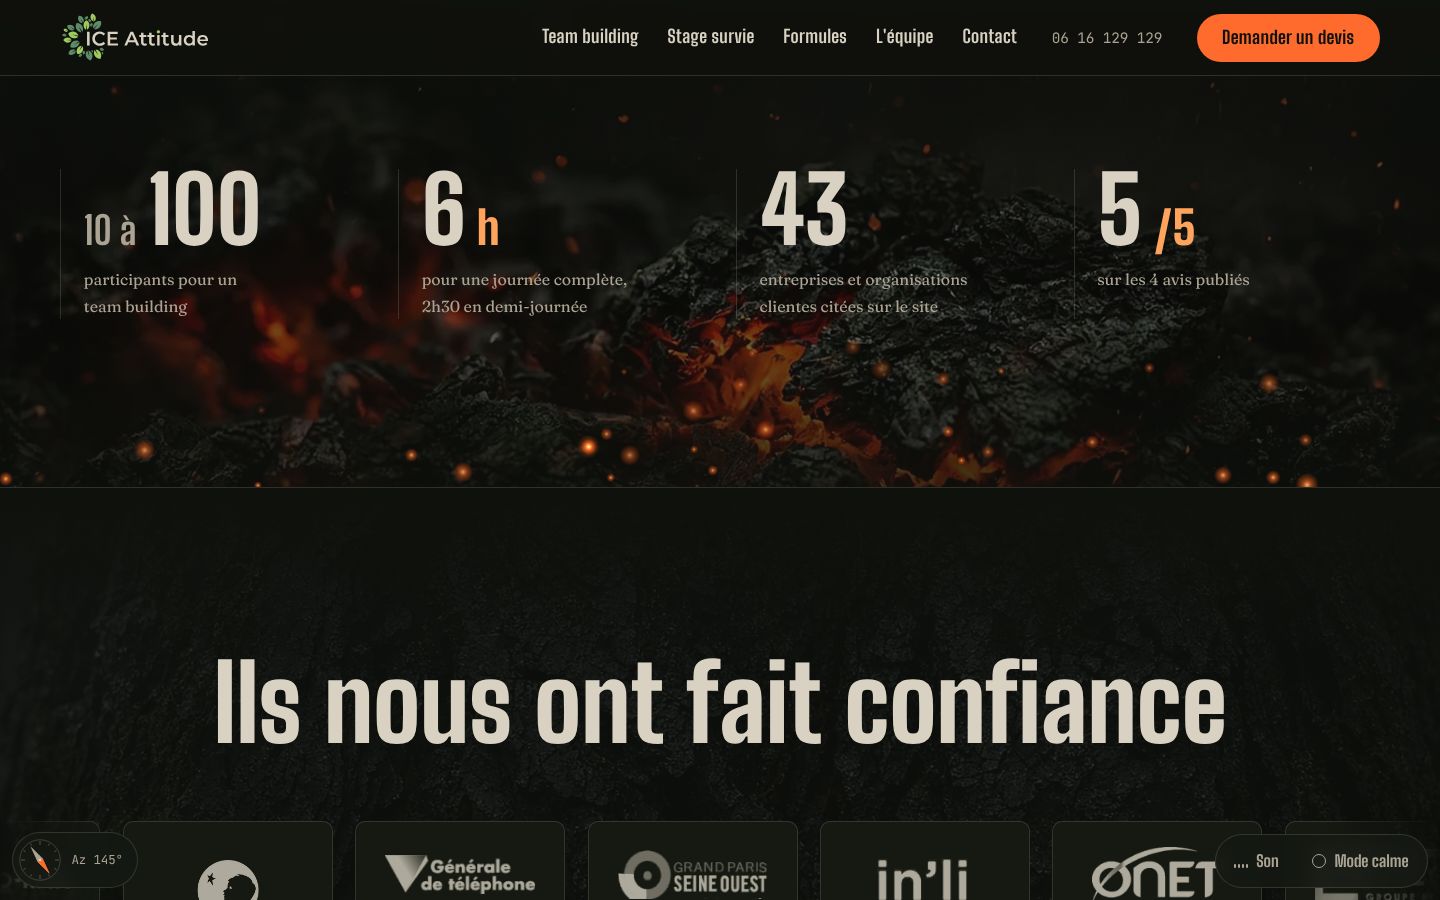 ICE Attitude
Team building
Stage survie
Formules
L'équipe
Contact
06 16 129 129
Demander un devis
10 à 100
participants pour un
team building
6 h
pour une journée complète,
2h30 en demi-journée
43
entreprises et organisations
clientes citées sur le site
5 /5
sur les 4 avis publiés
Ils nous ont fait confiance
Générale
de téléphone
GRAND PARIS
SEINE OUEST
in'li
ONET
Az 145°
Son
Mode calme